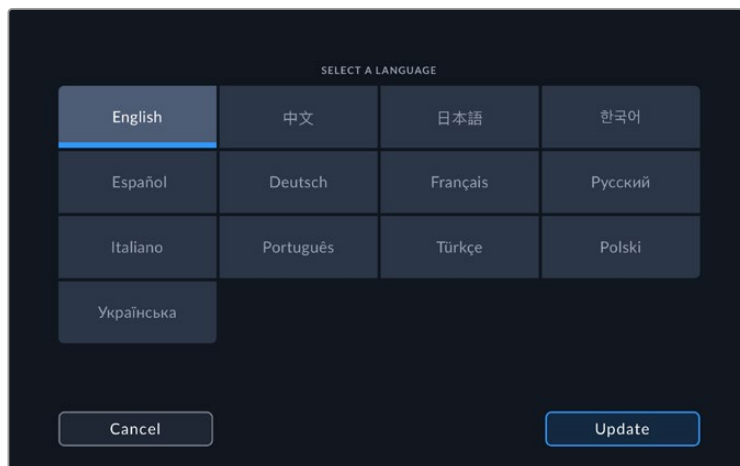 SELECT A LANGUAGE
English 中文 日本語 한국어
Español Deutsch Français Русский
Italiano Português Türkçe Polski
Українська
Cancel Update